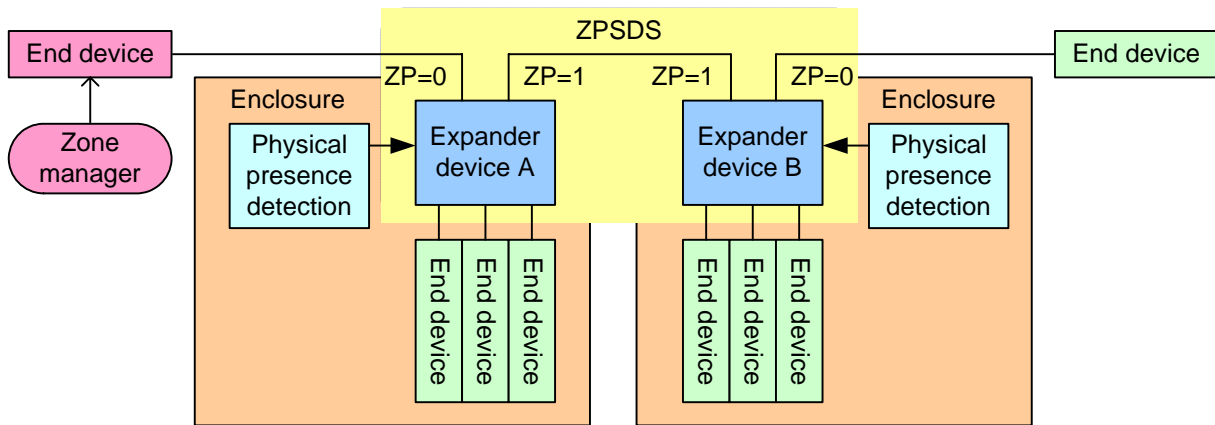 ZPSDS
End device
End device
ZP=0
ZP=1
ZP=1
ZP=0
Enclosure
Enclosure
Zone
manager
Physical
presence
detection
Expander
device A
Expander
device B
Physical
presence
detection
End device
End device
End device
End device
End device
End device